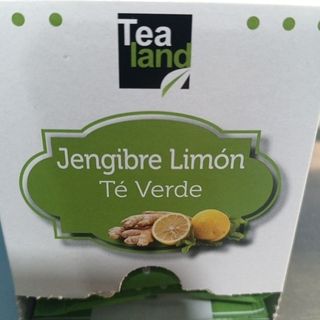 Tea
land
Jengibre Limón
Té Verde